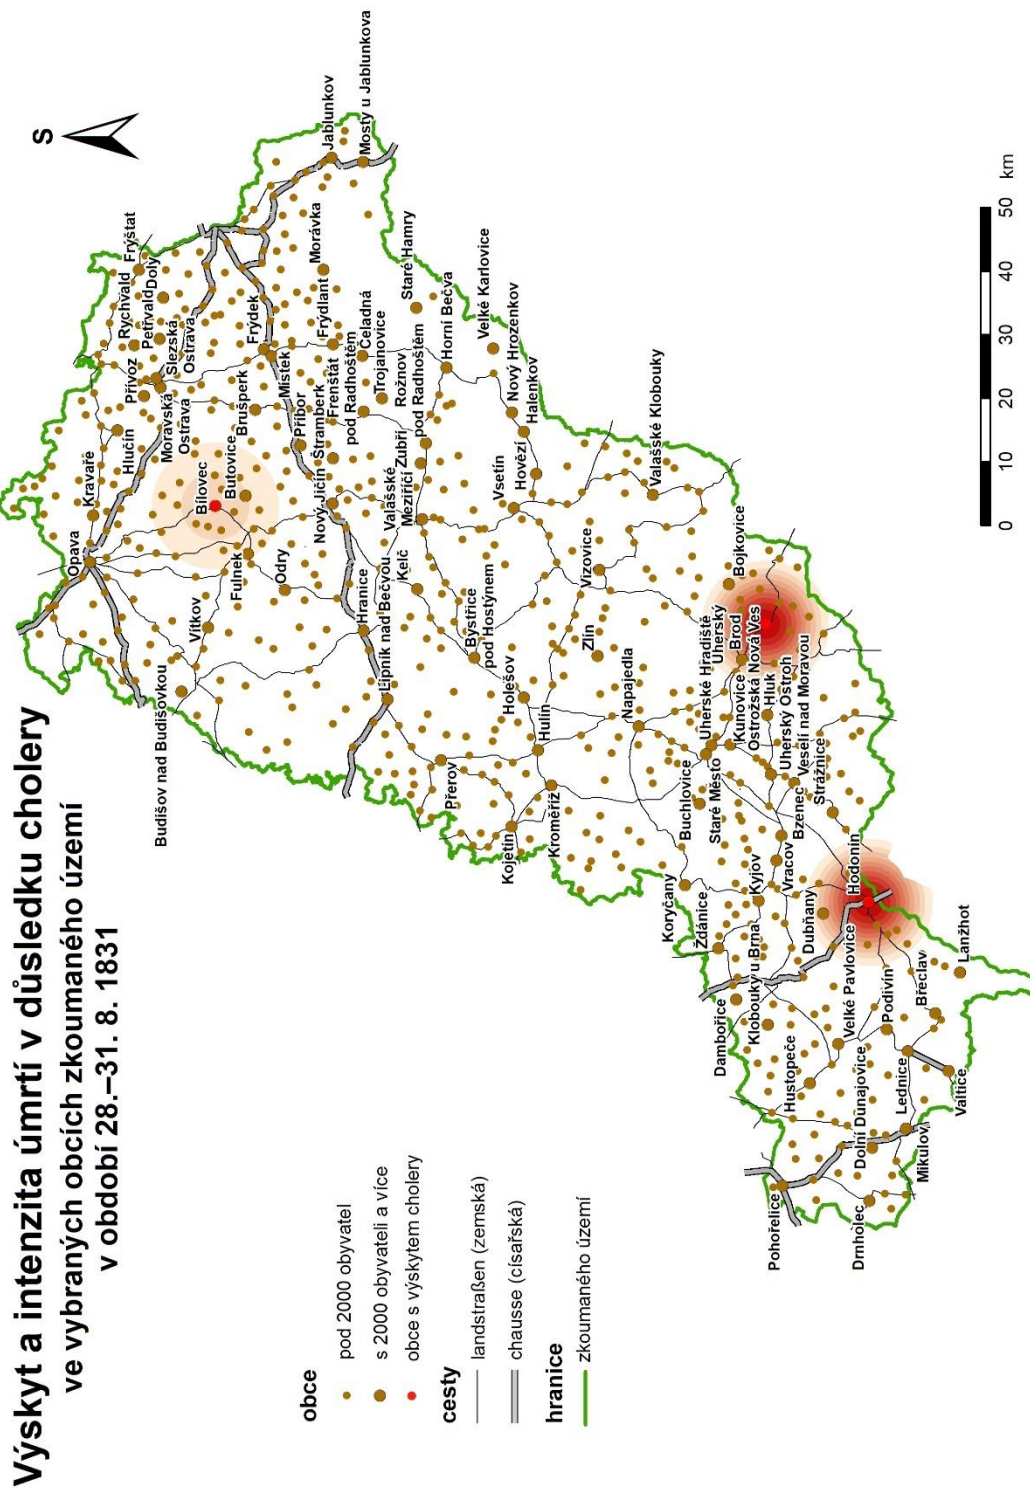 Výskyt a intenzita úmrtí v důsledku cholery
ve vybraných obcích zkoumaného území
v období 28.–31. 8. 1831
S
obce
pod 2000 obyvatel
s 2000 obyvateli a více
obce s výskytem cholery
cesty
landstraßen (zemská)
chausse (císařská)
hranice
zkoumaného území
Opava
Kravaře
Hlučín
Přívoz
Rychvald
Petřvald
Doly
Fryštat
Slezská
Ostrava
Moravská
Ostrava
Budišov nad Budišovkou
Vítkov
Bílovec
Butovice
Fulnek
Odry
Brušperk
Frýdek
Místek
Příbor
Nový Jičín
Štramberk
Frenštát
pod Radhoštěm
Frýdlant
Morávka
Jablunkov
Mosty u Jablunkova
Čeladná
Trojanovice
Staré Hamry
Hranice
Lipník nad Bečvou
Kelč
Valašské
Meziříčí
Zubří
Rožnov
pod Radhoštěm
Horní Bečva
Velké Karlovice
Nový Hrozenkov
Halenkov
Hovězí
Vsetín
Přerov
Bystřice
pod Hostýnem
Holešov
Hulín
Kojetín
Kroměříž
Zlín
Vizovice
Valašské Klobouky
Napajedla
Bojkovice
Uherské Hradiště
Uherský
Brod
Kunovice
Ostrožská Nová Ves
Hluk
Uherský Ostroh
Veselí nad Moravou
Strážnice
Buchlovice
Staré Město
Bzenec
Vracov
Kyjov
Koryčany
Ždánice
Dubňany
Hodonín
Dambořice
Klobouky u Brna
Hustopeče
Velké Pavlovice
Podivín
Břeclav
Lanžhot
Pohořelice
Dolní Dunajovice
Lednice
Valtice
Mikulov
Drnholec
0 10 20 30 40 50 km